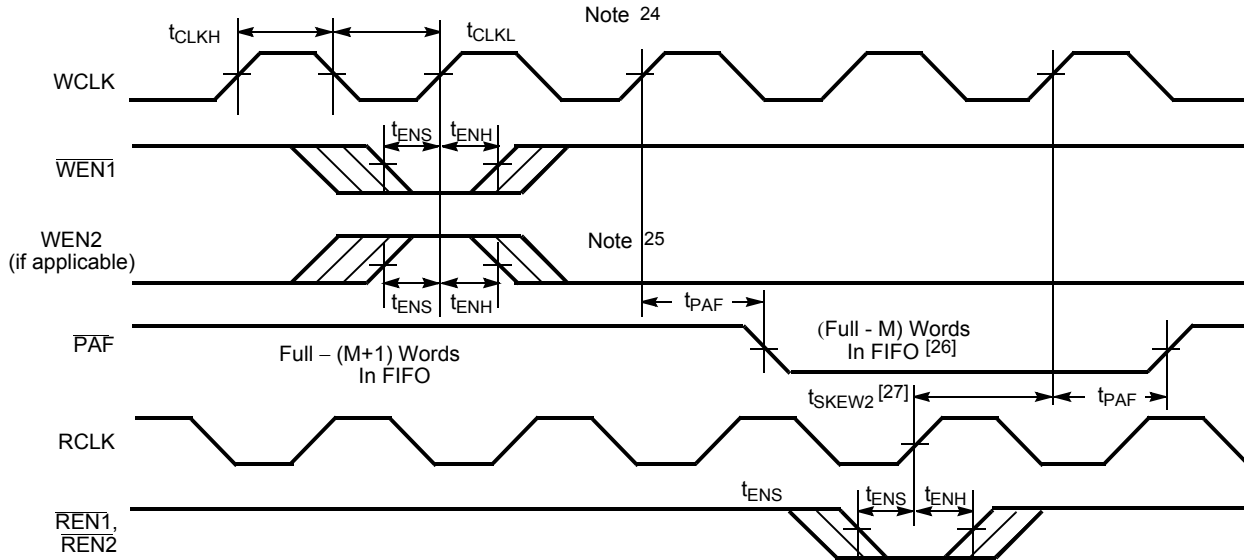 Note 24
tCLKH tCLKL
WCLK
tENS tENH
WEN1
WEN2
(if applicable)
Note 25
tENS tENH
tPAF
PAF
Full – (M+1) Words
In FIFO
(Full - M) Words
In FIFO [26]
tSKEW2 [27]
tPAF
RCLK
tENS tENS tENH
REN1,
REN2